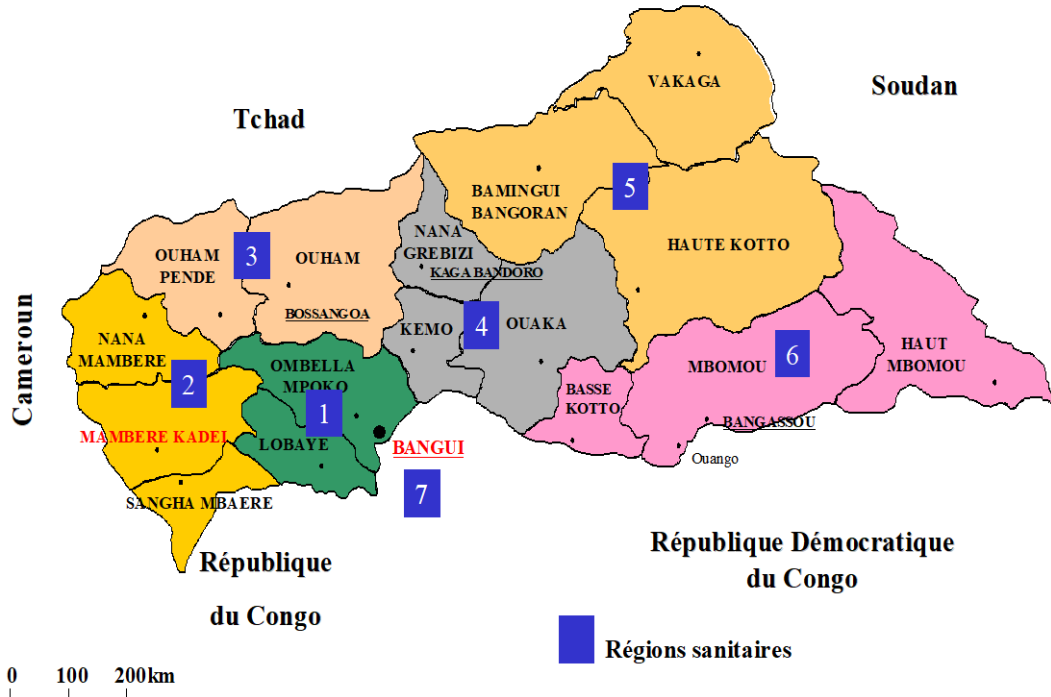 VAKAGA
Soudan
Tchad
5
BAMINGUI
BANGORAN
NANA
GREBIZI
KAGA BANDORO
HAUTE KOTTO
3
OUHAM
PENDE
OUHAM
BOSSANGOA
KEMO
4
OUAKA
Cameroun
NANA
MAMBERE
2
OMBELLA
MPOKO
1
MBOMOU
6
HAUT
MBOMOU
BASSE
KOTTO
MAMBERE KADEI
LOBAYE
BANGUI
BANGASSOU
Ouango
7
SANGHA MBAERE
République
du Congo
République Démocratique
du Congo
Régions sanitaires
0 100 200km